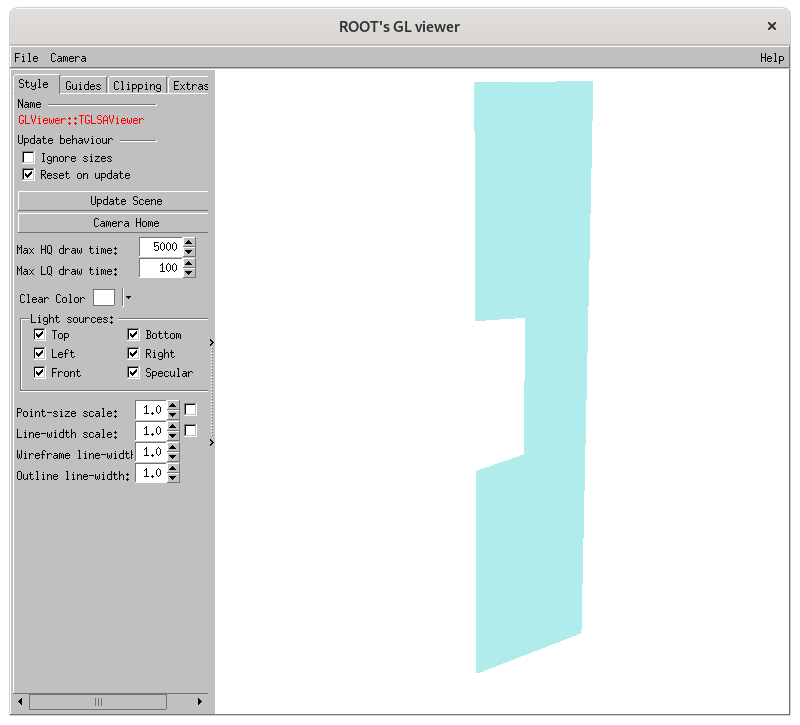 ROOT's GL viewer ×
File Camera Help
Style Guides Clipping Extras
Name
GLViewer::TGLSAViewer
Update behaviour
Ignore sizes
Reset on update
Update Scene
Camera Home
Max HQ draw time: 5000
Max LQ draw time: 100
Clear Color
Light sources:
Top Bottom
Left Right
Front Specular
Point-size scale: 1.0
Line-width scale: 1.0
Wireframe line-widt 1.0
Outline line-width: 1.0